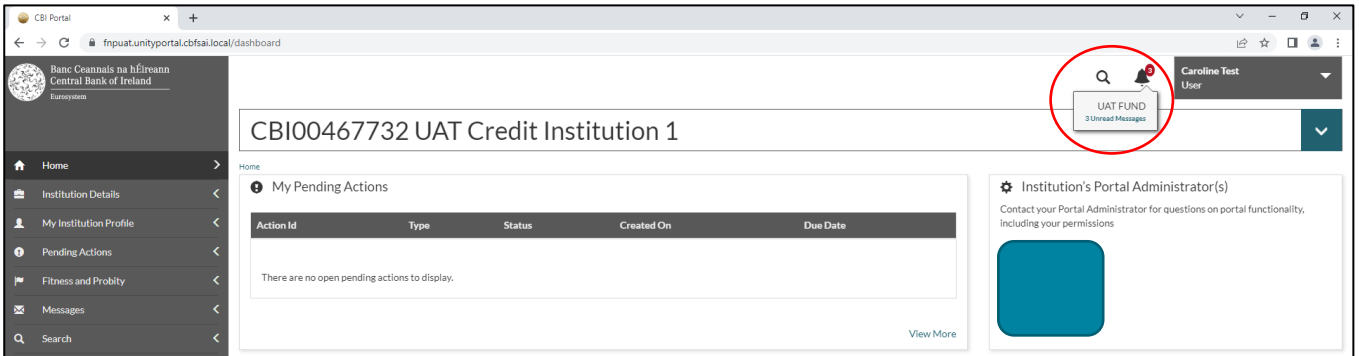 CBI Portal
fnpuat.unityportal.cbfsai.local/dashboard
Banc Ceannais na hÉireann
Central Bank of Ireland
Eurosystem
3
Caroline Test
User
UAT FUND
3 Unread Messages
CBI00467732 UAT Credit Institution 1
Home
Institution Details
My Institution Profile
Pending Actions
Fitness and Probity
Messages
Search
Home
My Pending Actions
Action Id Type Status Created On Due Date
There are no open pending actions to display.
View More
Institution's Portal Administrator(s)
Contact your Portal Administrator for questions on portal functionality,
including your permissions